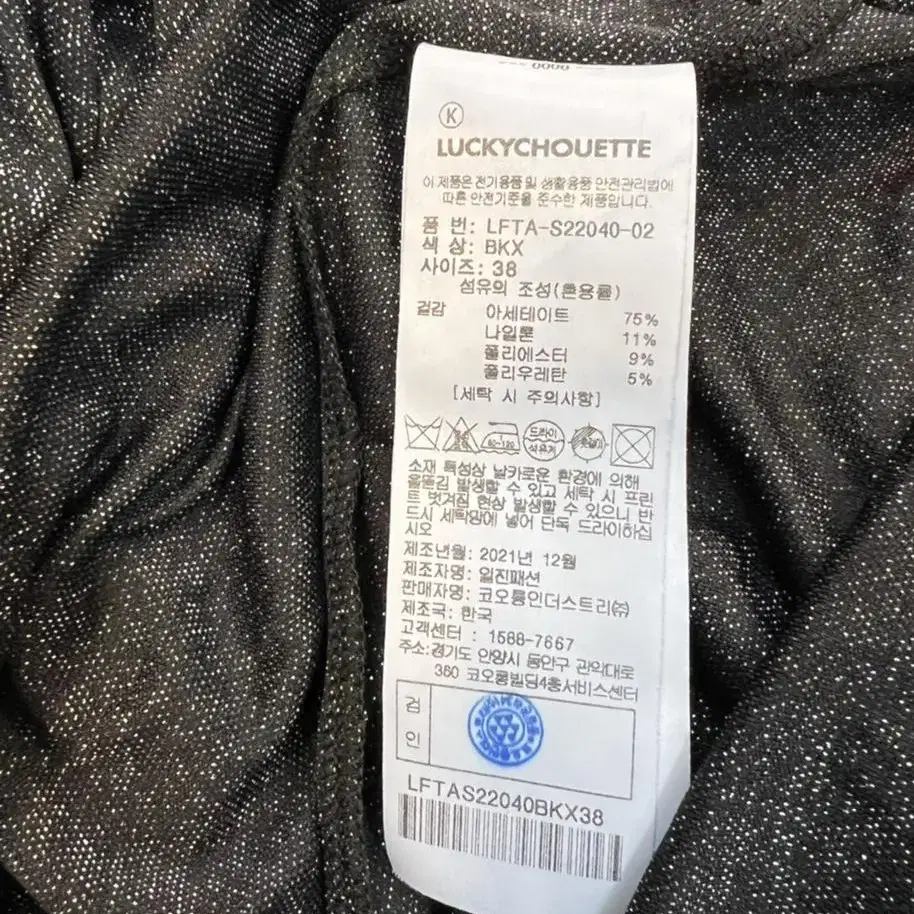 K
LUCKYCHOUETTE
이 제품은 전기용품 및 생활용품 안전관리법에
따른 안전기준을 준수한 제품입니다.
품 번: LFTA-S22040-02
색 상: BKX
사이즈: 38
섬유의 조성(혼용률)
겉감 아세테이트 75%
나일론 11%
폴리에스터 9%
폴리우레탄 5%
[세탁 시 주의사항]
80~120 드라이
석유계 손세탁
소재 특성상 날카로운 환경에 의해
올뜯김 발생할 수 있고 세탁 시 프린
트 벗겨짐 현상 발생할 수 있으니 반
드시 세탁망에 넣어 단독 드라이하십
시오
제조년월: 2021년 12월
제조자명: 일진패션
판매자명: 코오롱인더스트리㈜
제조국: 한국
고객센터 : 1588-7667
주소:경기도 안양시 동안구 관악대로
360 코오롱빌딩4층서비스센터
검
인
LFTAS22040BKX38